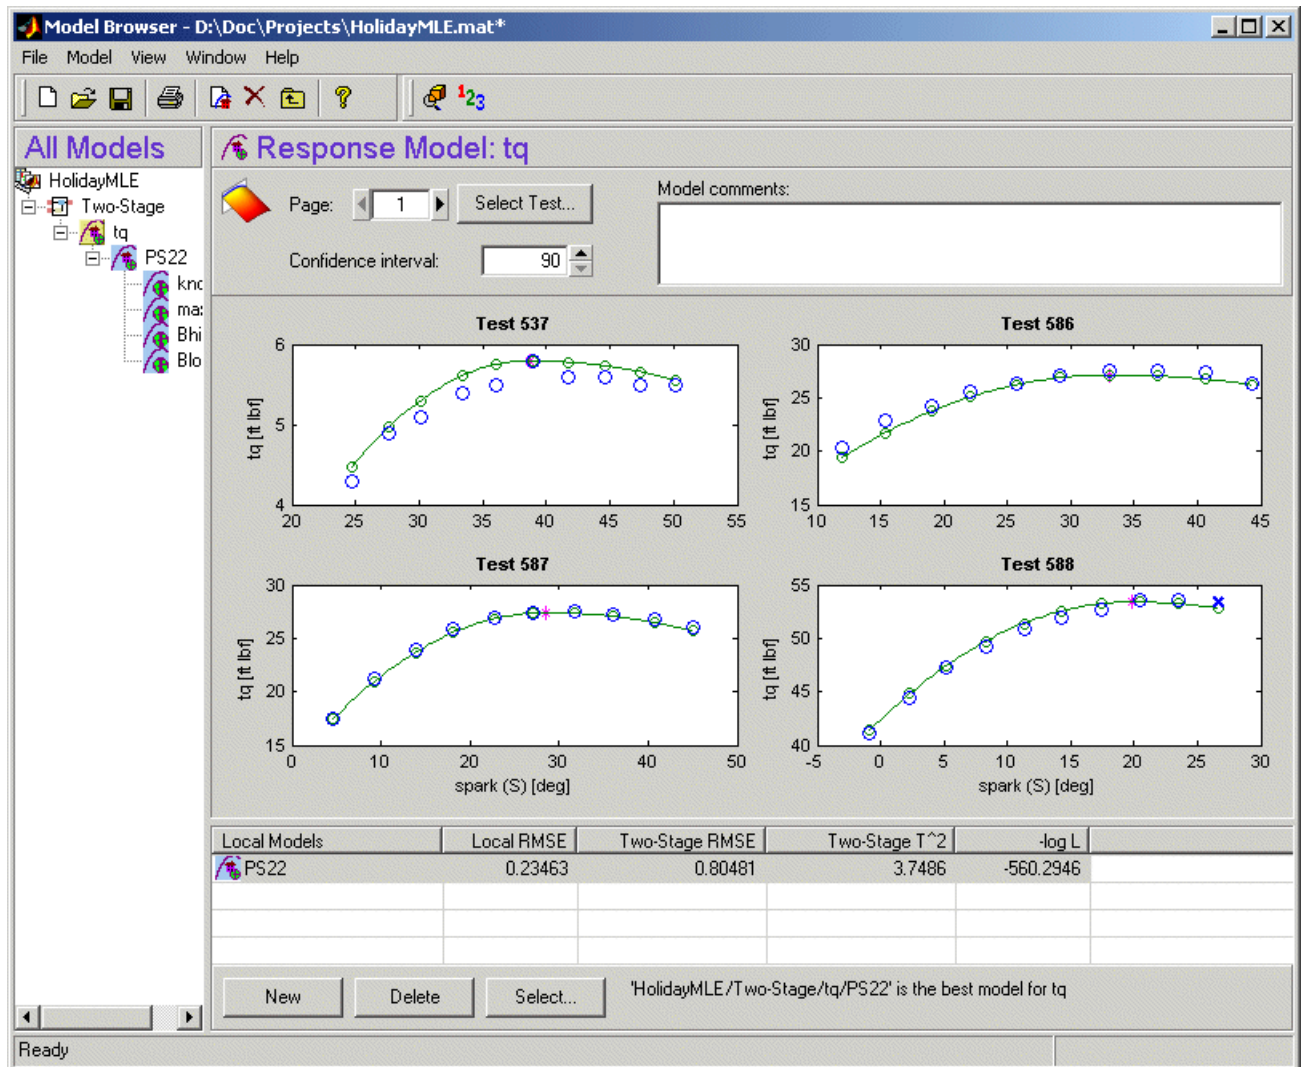 Model Browser - D:\Doc\Projects\HolidayMLE.mat*
File Model View Window Help
123
All Models
HolidayMLE
Two-Stage
tq
PS22
knc
ma
Bhi
Blo
Response Model: tq
Page: 1 Select Test...
Confidence interval: 90
Model comments:
Test 537
6
5
4
tq [ft lbf]
20 25 30 35 40 45 50 55
Test 586
30
25
20
15
tq [ft lbf]
10 15 20 25 30 35 40 45
Test 587
30
25
20
15
tq [ft lbf]
0 10 20 30 40 50
spark (S) [deg]
Test 588
55
50
45
40
tq [ft lbf]
-5 0 5 10 15 20 25 30
spark (S) [deg]
Local Models Local RMSE Two-Stage RMSE Two-Stage T^2 -log L
PS22 0.23463 0.80481 3.7486 -560.2946
New Delete Select... 'HolidayMLE/Two-Stage/tq/PS22' is the best model for tq
Ready